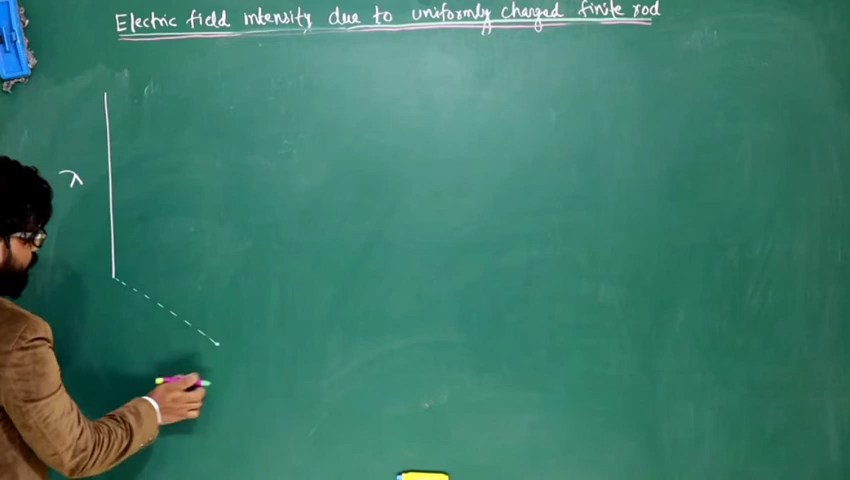 Electric field intensity due to uniformly charged finite rod
λ